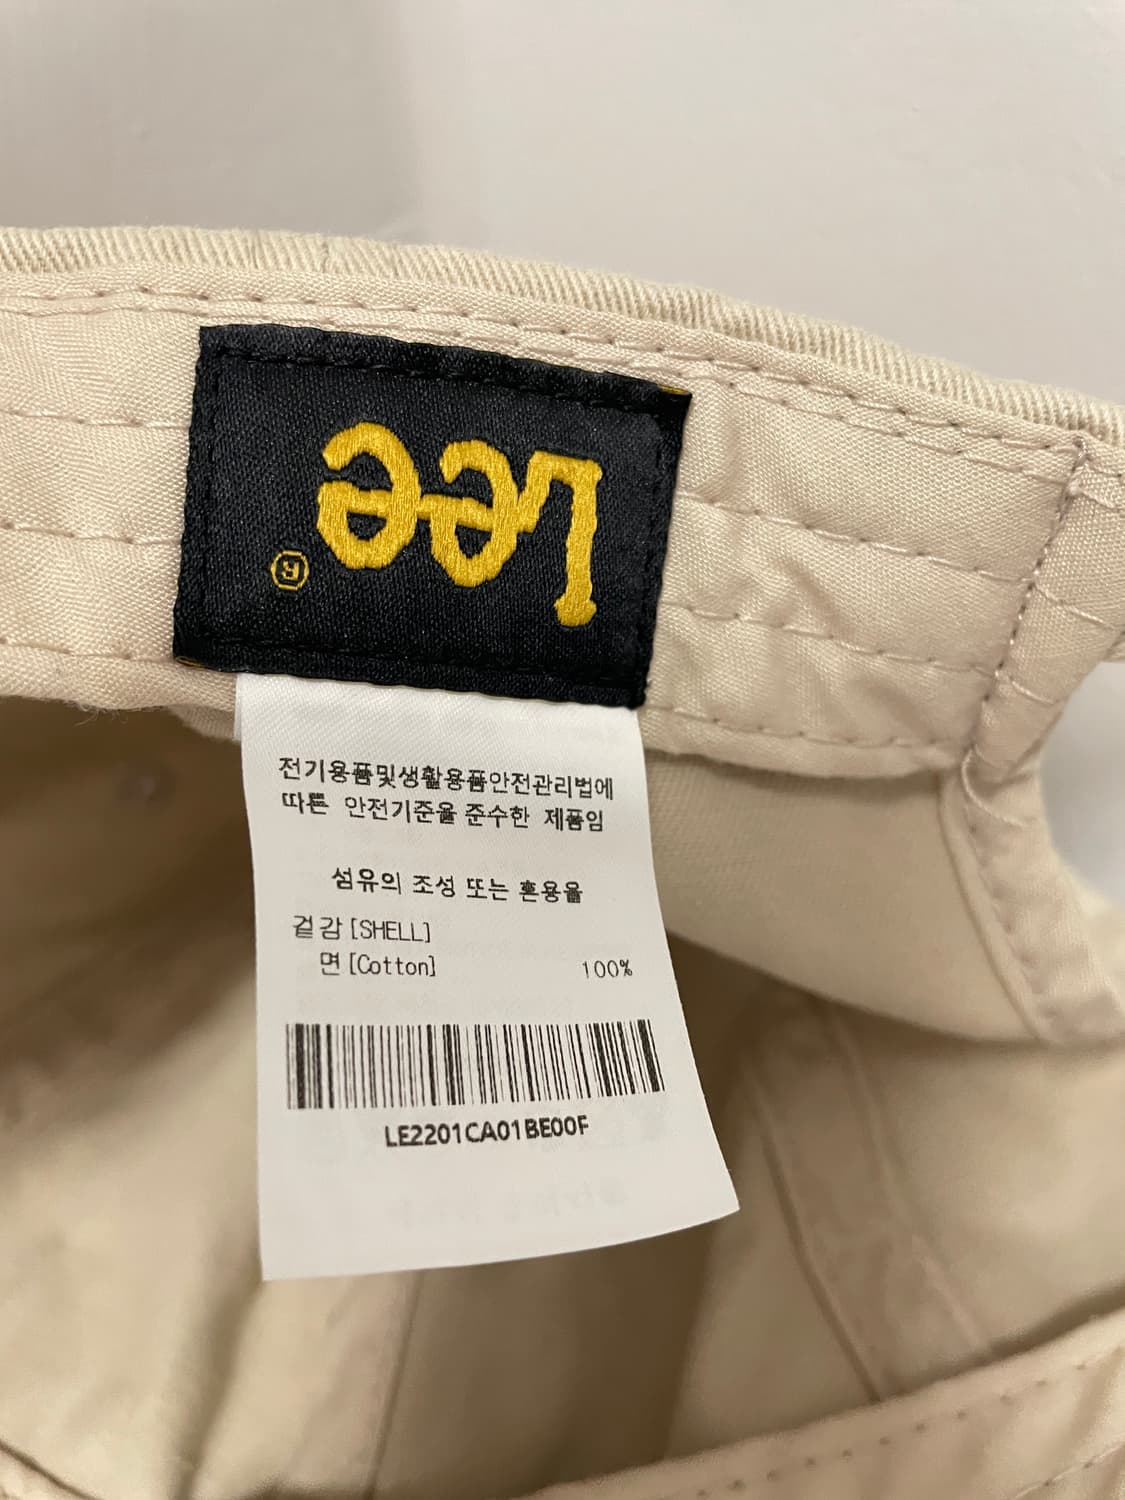 Lee
®
전기용품및생활용품안전관리법에
따른 안전기준을 준수한 제품임
섬유의 조성 또는 혼용율
겉감 [SHELL]
면 [Cotton] 100%
LE2201CA01BE00F